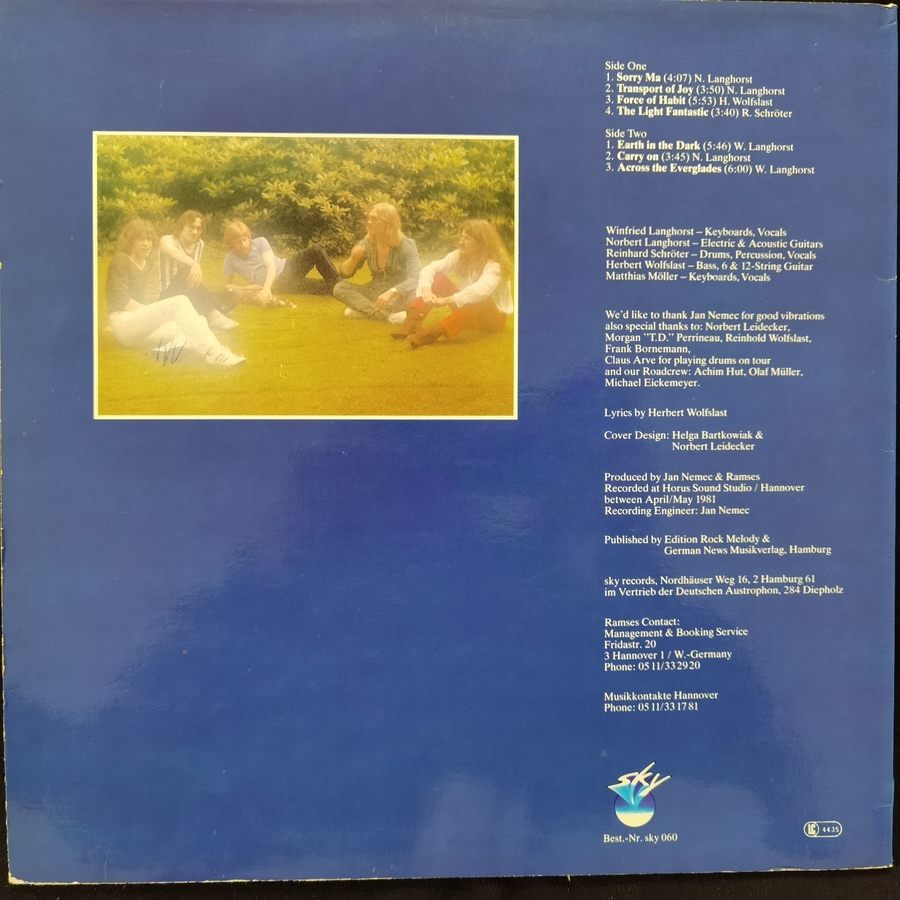 Side One
1. Sorry Ma (4:07) N. Langhorst
2. Transport of Joy (3:50) N. Langhorst
3. Force of Habit (5:53) H. Wolfslast
4. The Light Fantastic (3:40) R. Schröter
Side Two
1. Earth in the Dark (5:46) W. Langhorst
2. Carry on (3:45) N. Langhorst
3. Across the Everglades (6:00) W. Langhorst
Winfried Langhorst – Keyboards, Vocals
Norbert Langhorst – Electric & Acoustic Guitars
Reinhard Schröter – Drums, Percussion, Vocals
Herbert Wolfslast – Bass, 6 & 12-String Guitar
Matthias Möller – Keyboards, Vocals
We'd like to thank Jan Nemec for good vibrations
also special thanks to: Norbert Leidecker,
Morgan "T.D." Perrineau, Reinhold Wolfslast,
Frank Bornemann,
Claus Arve for playing drums on tour
and our Roadcrew: Achim Hut, Olaf Müller,
Michael Eickemeyer.
Lyrics by Herbert Wolfslast
Cover Design: Helga Bartkowiak &
Norbert Leidecker
Produced by Jan Nemec & Ramses
Recorded at Horus Sound Studio / Hannover
between April/May 1981
Recording Engineer: Jan Nemec
Published by Edition Rock Melody &
German News Musikverlag, Hamburg
sky records, Nordhäuser Weg 16, 2 Hamburg 61
im Vertrieb der Deutschen Austrophon, 284 Diepholz
Ramses Contact:
Management & Booking Service
Fridastr. 20
3 Hannover 1 / W.-Germany
Phone: 05 11/33 29 20
Musikkontakte Hannover
Phone: 05 11/33 17 81
sky
Best.-Nr. sky 060
LC 4435